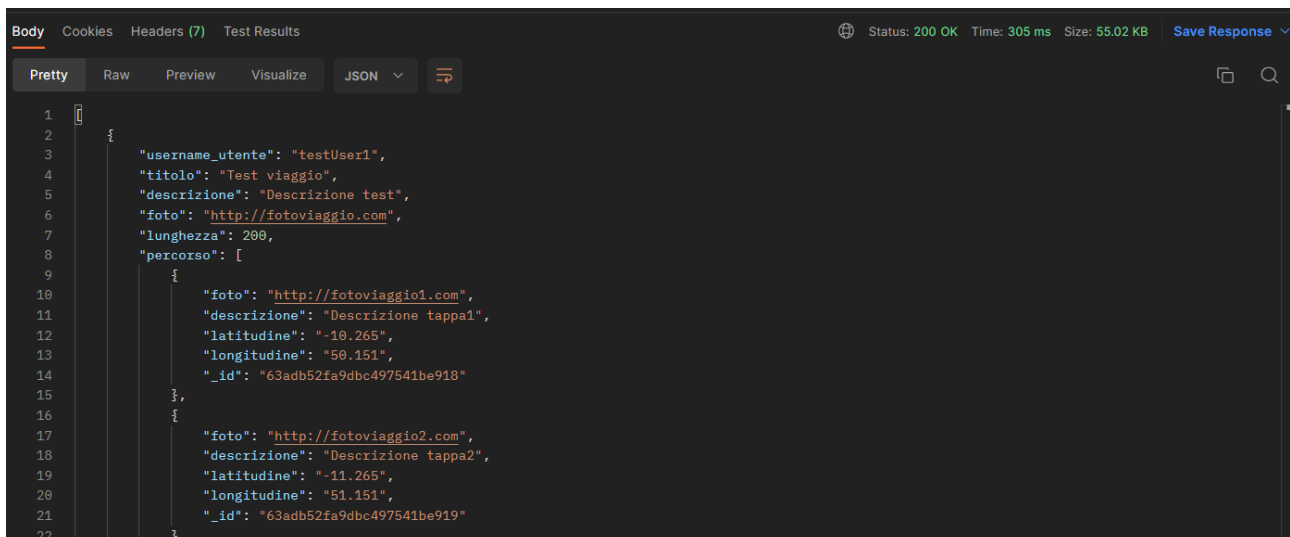 Body Cookies Headers (7) Test Results Status: 200 OK Time: 305 ms Size: 55.02 KB Save Response
Pretty Raw Preview Visualize JSON
1 [
2 {
3 "username_utente": "testUser1",
4 "titolo": "Test viaggio",
5 "descrizione": "Descrizione test",
6 "foto": "http://fotoviaggio.com",
7 "lunghezza": 200,
8 "percorso": [
9 {
10 "foto": "http://fotoviaggio1.com",
11 "descrizione": "Descrizione tappa1",
12 "latitudine": "-10.265",
13 "longitudine": "50.151",
14 "_id": "63adb52fa9dbc497541be918"
15 },
16 {
17 "foto": "http://fotoviaggio2.com",
18 "descrizione": "Descrizione tappa2",
19 "latitudine": "-11.265",
20 "longitudine": "51.151",
21 "_id": "63adb52fa9dbc497541be919"
22 }